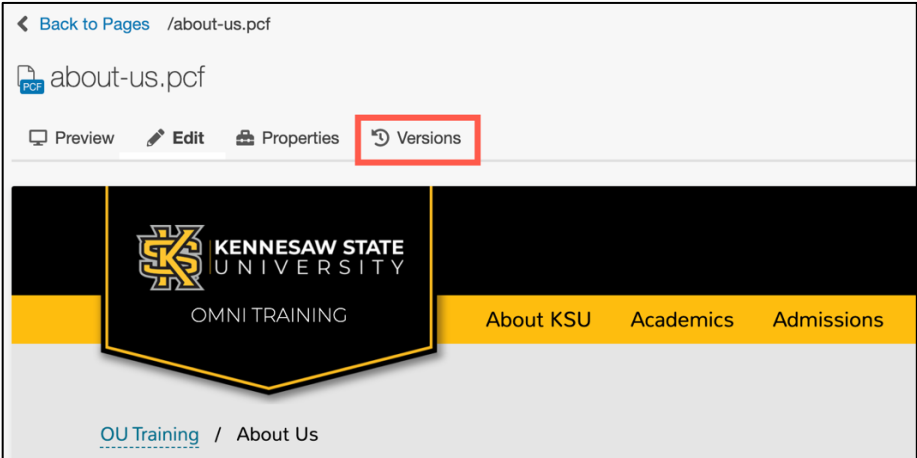 Back to Pages /about-us.pcf
PCF about-us.pcf
Preview Edit Properties Versions
KS KENNESAW STATE
UNIVERSITY
OMNI TRAINING
About KSU Academics Admissions
OU Training / About Us